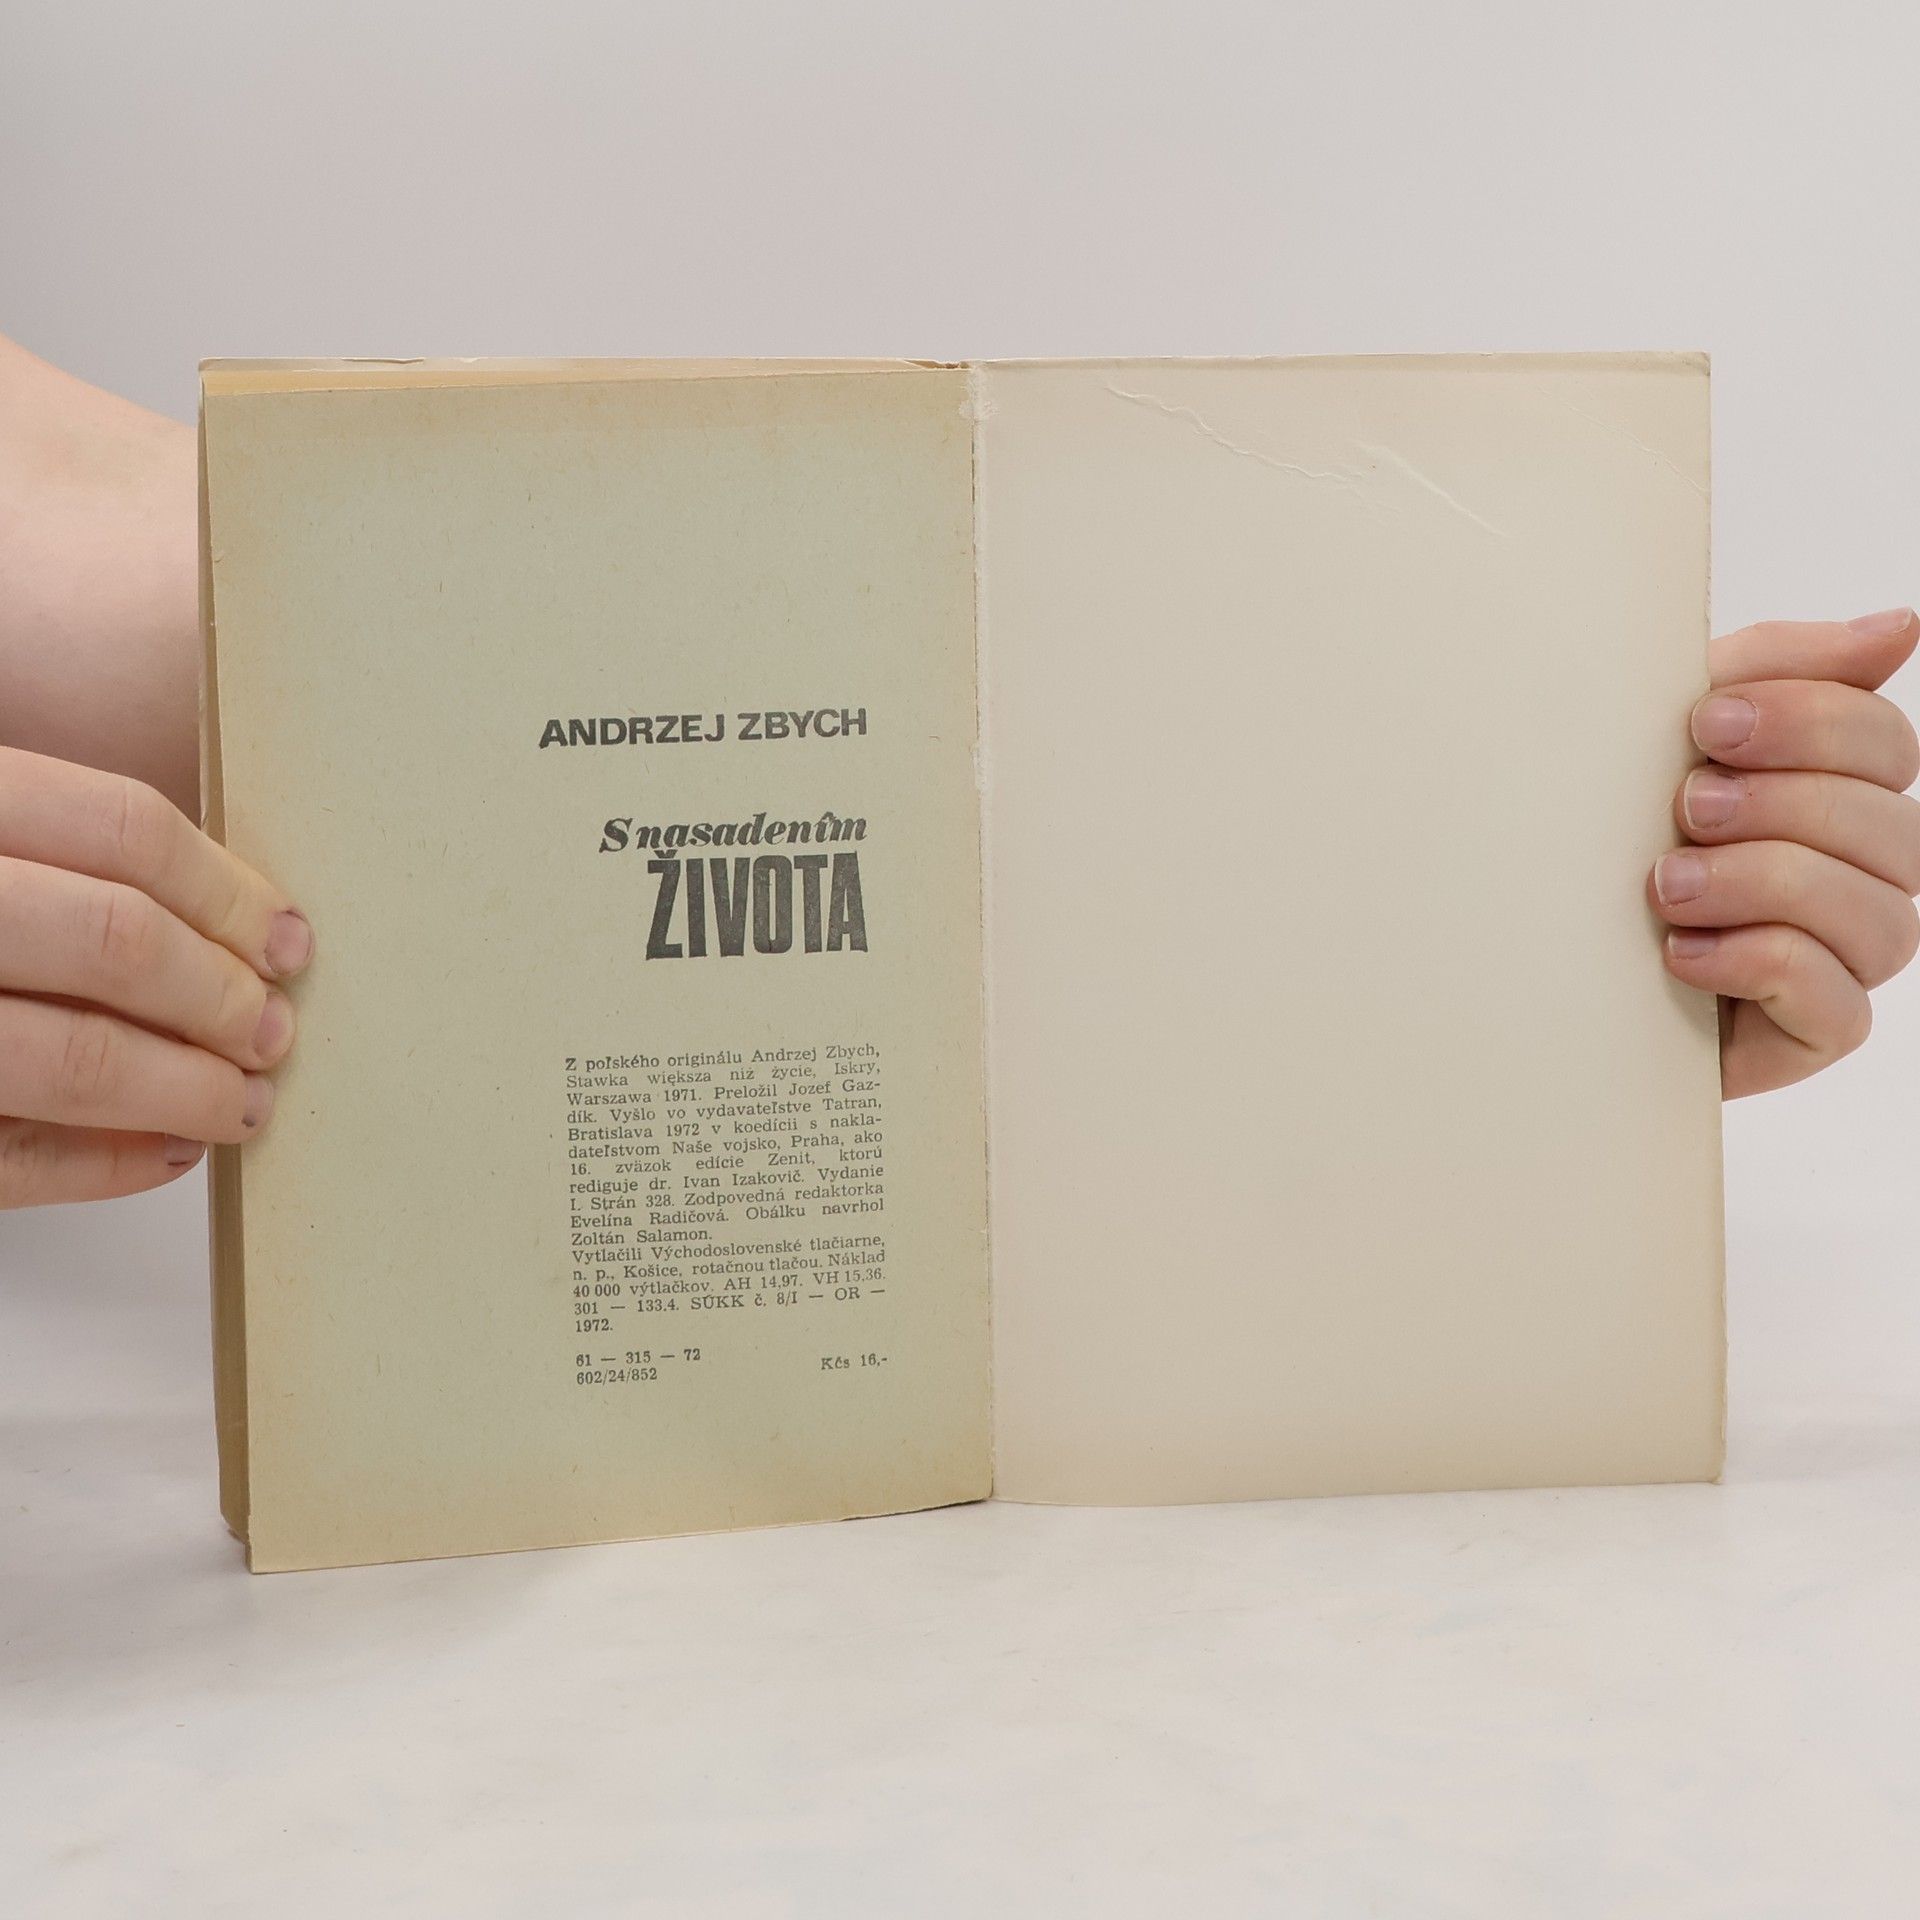 ANDRZEJ ZBYCH
S nasadením
ŽIVOTA
Z poľského originálu Andrzej Zbych,
Stawka większa niż życie, Iskry,
Warszawa 1971. Preložil Jozef Gaz-
dík. Vyšlo vo vydavateľstve Tatran,
Bratislava 1972 v koedícii s nakla-
dateľstvom Naše vojsko, Praha, ako
16. zväzok edície Zenit, ktorú
rediguje dr. Ivan Izakovič. Vydanie
I. Strán 328. Zodpovedná redaktorka
Evelína Radičová. Obálku navrhol
Zoltán Salamon.
Vytlačili Východoslovenské tlačiarne,
n. p., Košice, rotačnou tlačou. Náklad
40 000 výtlačkov. AH 14,97. VH 15,36.
301 — 133.4. SÚKK č. 8/I — OR —
1972.
61 — 315 — 72
602/24/852 Kčs 16,-